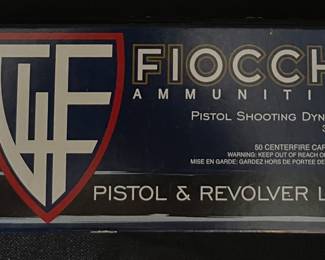 GFL
FIOCCH
AMMUNITI
PISTOL SHOOTING DYN
50 CENTERFIRE CAR
WARNING: KEEP OUT OF REACH O
MISE EN GARDE: GARDEZ HORS DE PORTEE DE
PISTOL & REVOLVER L